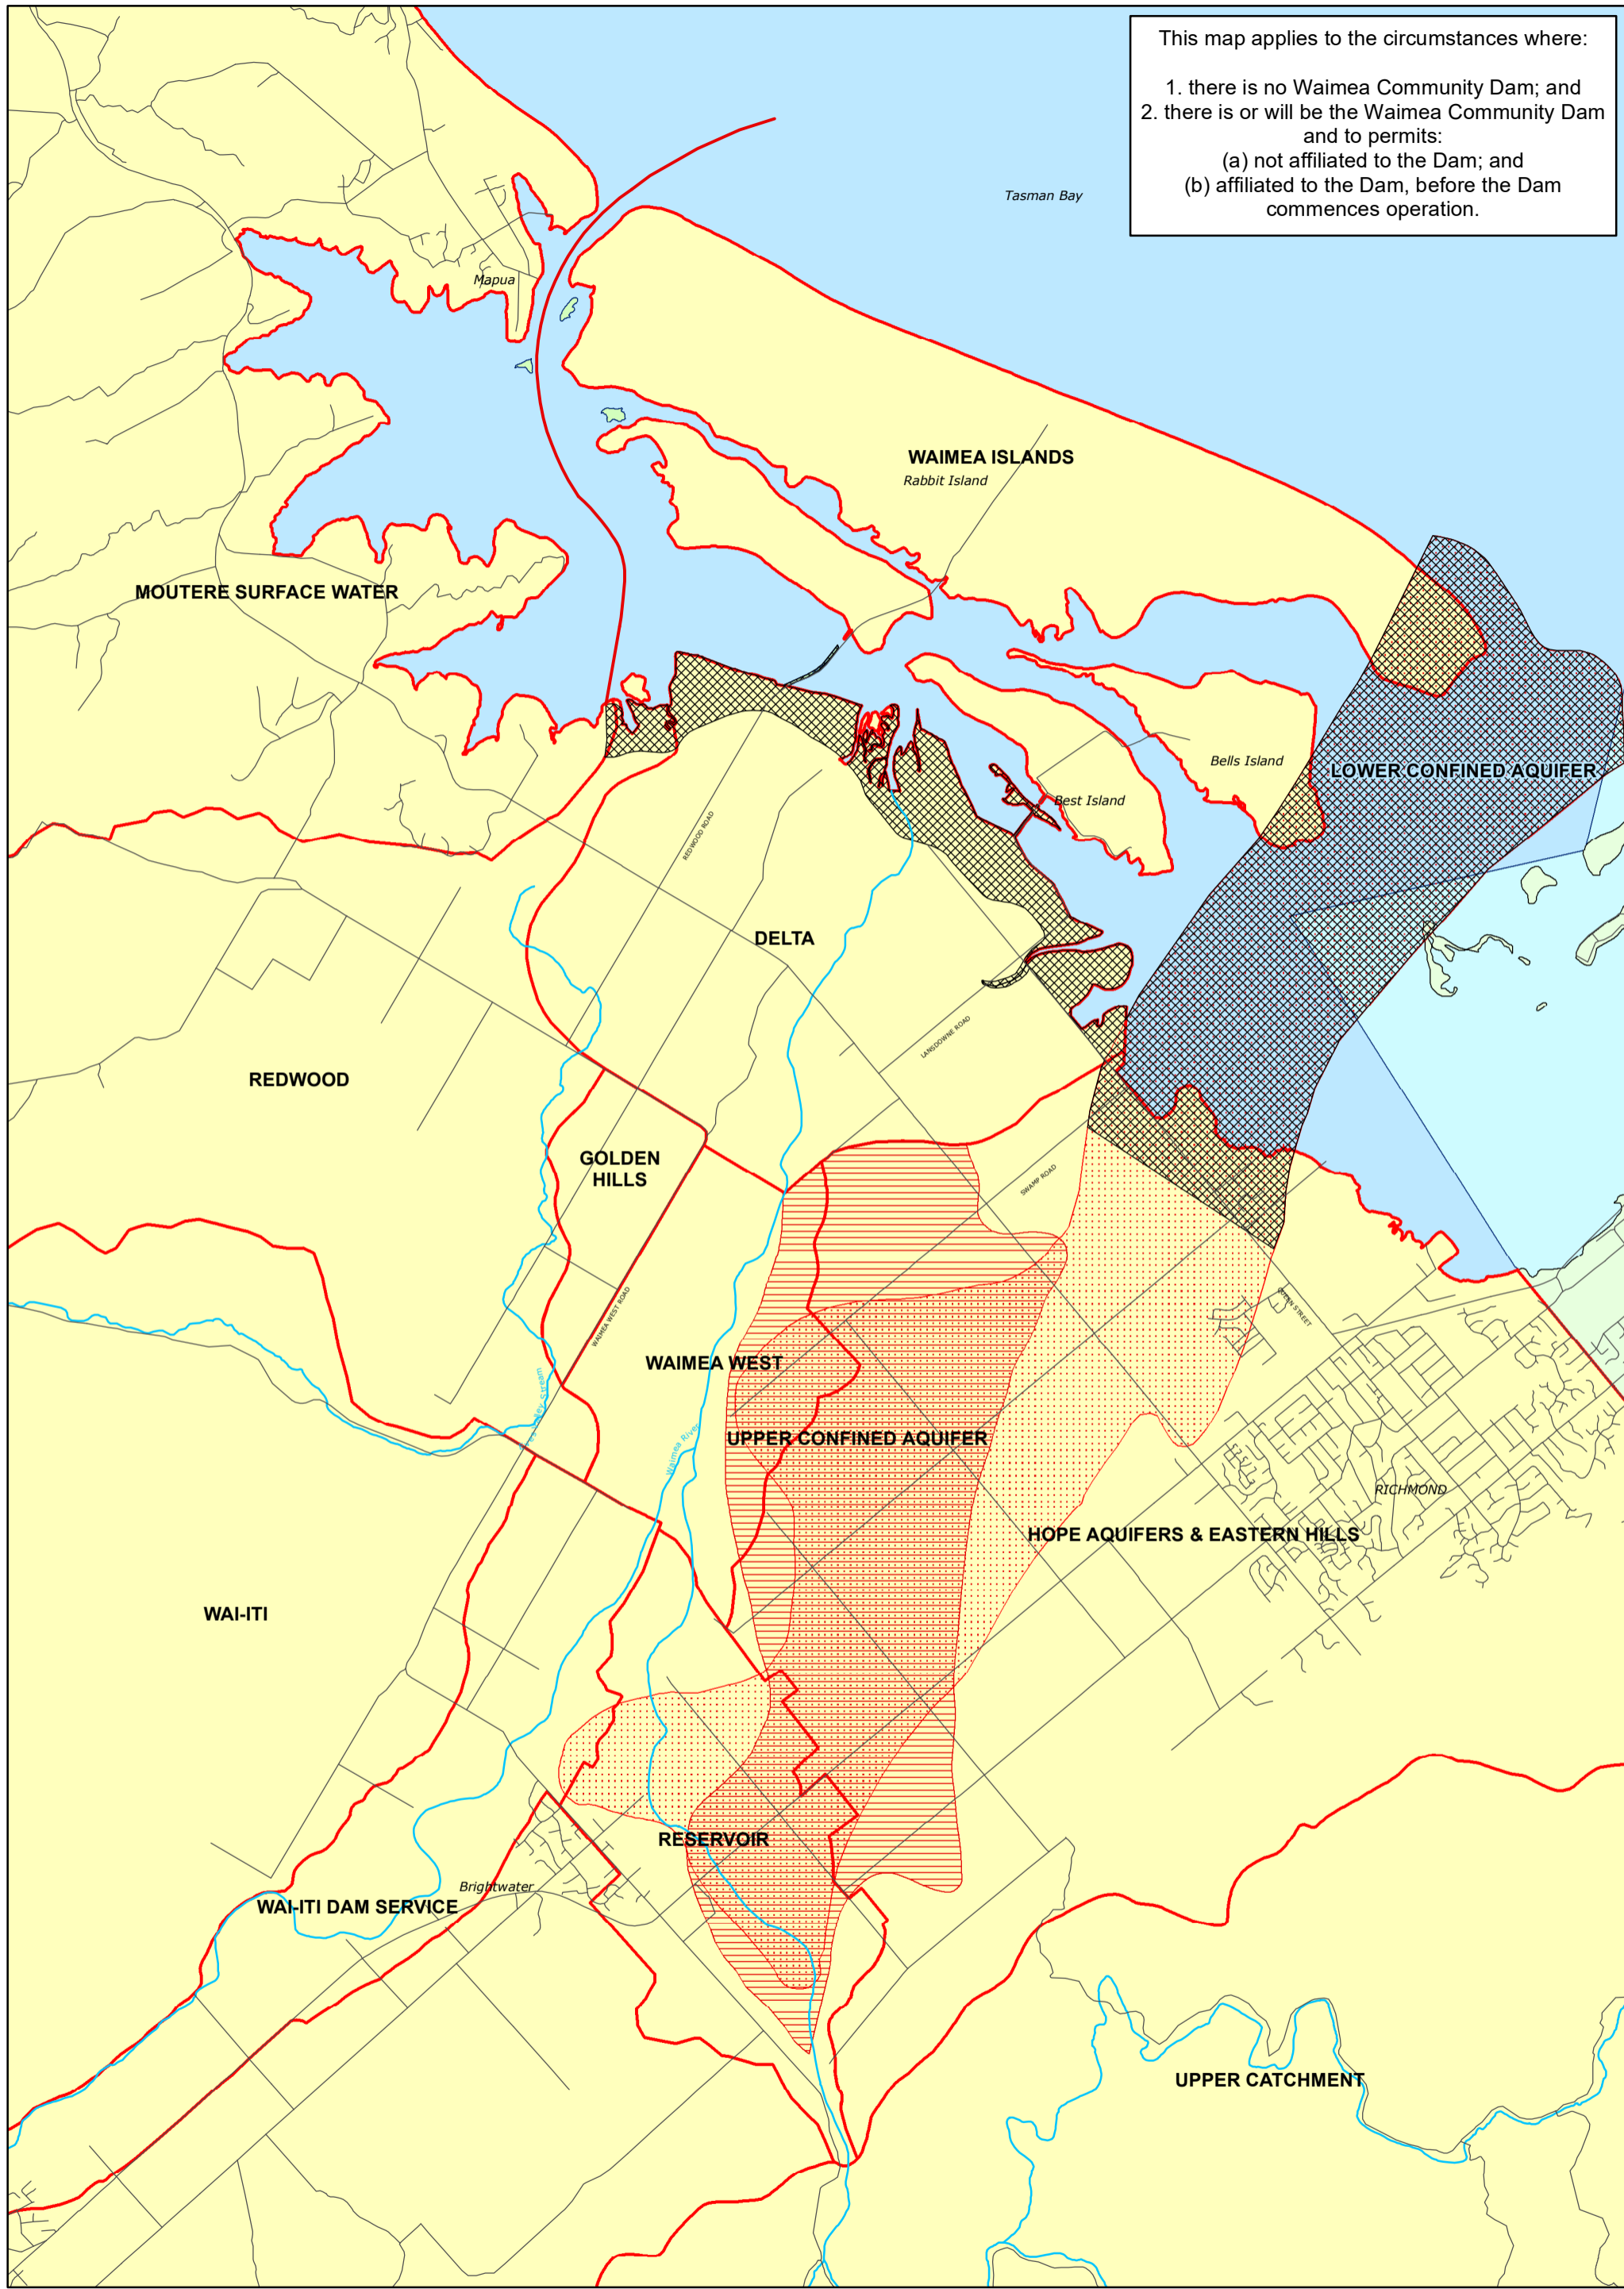 This map applies to the circumstances where:
1. there is no Waimea Community Dam; and
2. there is or will be the Waimea Community Dam
and to permits:
(a) not affiliated to the Dam; and
(b) affiliated to the Dam, before the Dam
commences operation.
Tasman Bay
Mapua
WAIMEA ISLANDS
Rabbit Island
MOUTERE SURFACE WATER
Bells Island
LOWER CONFINED AQUIFER
Best Island
REDWOOD ROAD
DELTA
LANSDOWNE ROAD
REDWOOD
GOLDEN
HILLS
SWAMP ROAD
QUEEN STREET
WAIMEA WEST ROAD
WAIMEA WEST
Stream
Waimea River
UPPER CONFINED AQUIFER
RICHMOND
HOPE AQUIFERS & EASTERN HILLS
WAI-ITI
RESERVOIR
Brightwater
WAI-ITI DAM SERVICE
UPPER CATCHMENT